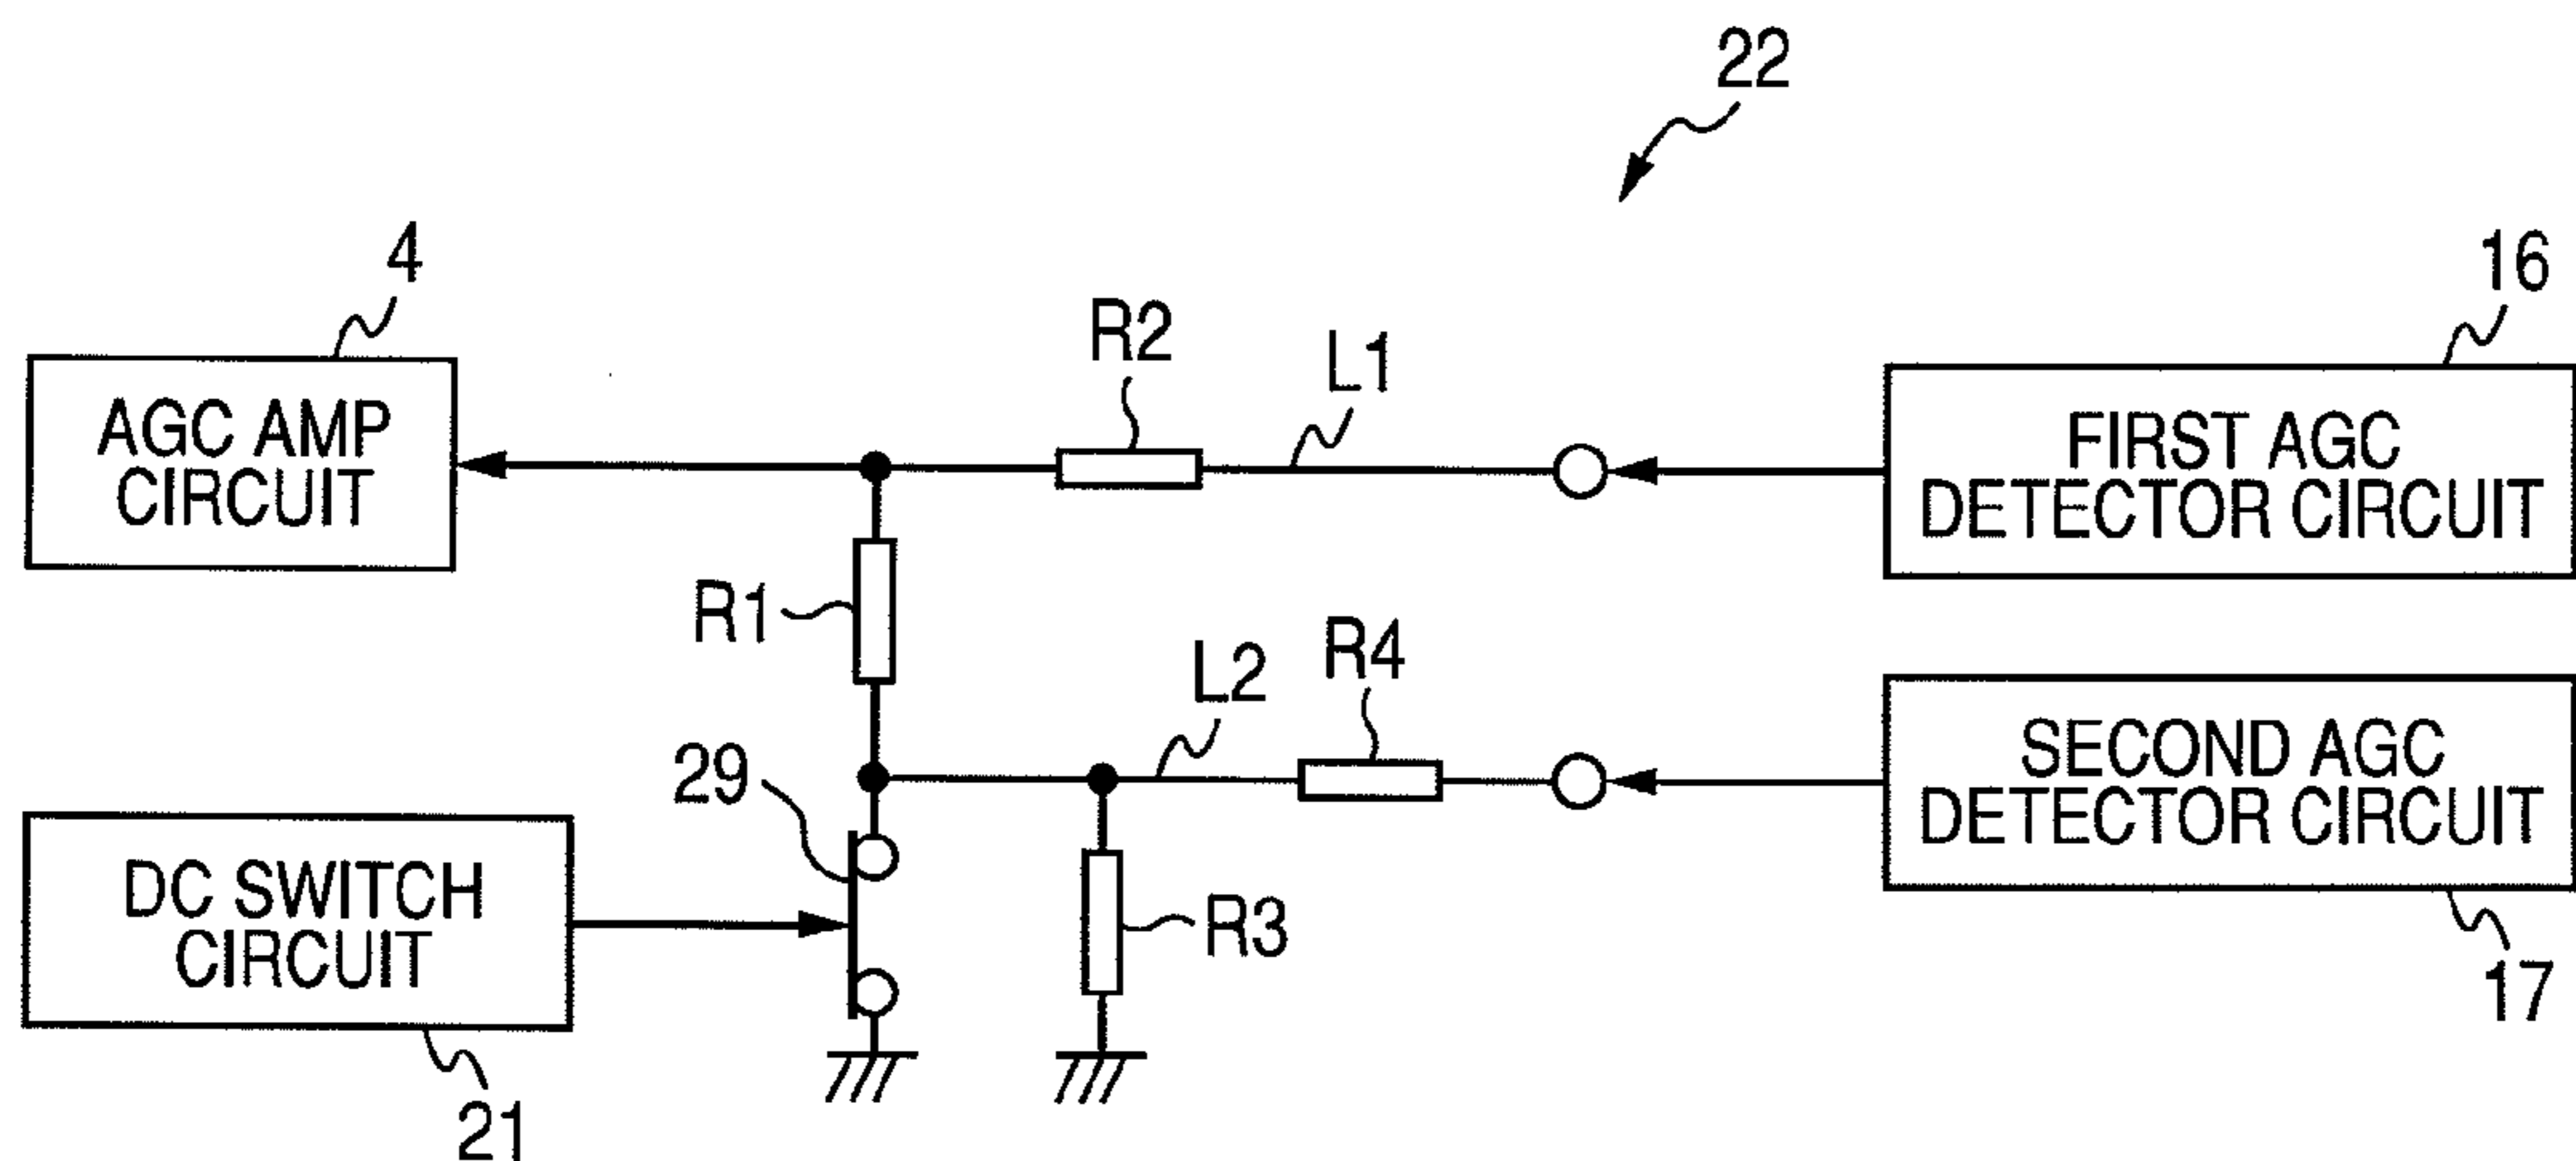 22
4
16
R2
L1
AGC AMP
CIRCUIT
FIRST AGC
DETECTOR CIRCUIT
R1
L2
R4
29
SECOND AGC
DETECTOR CIRCUIT
DC SWITCH
CIRCUIT
R3
17
21